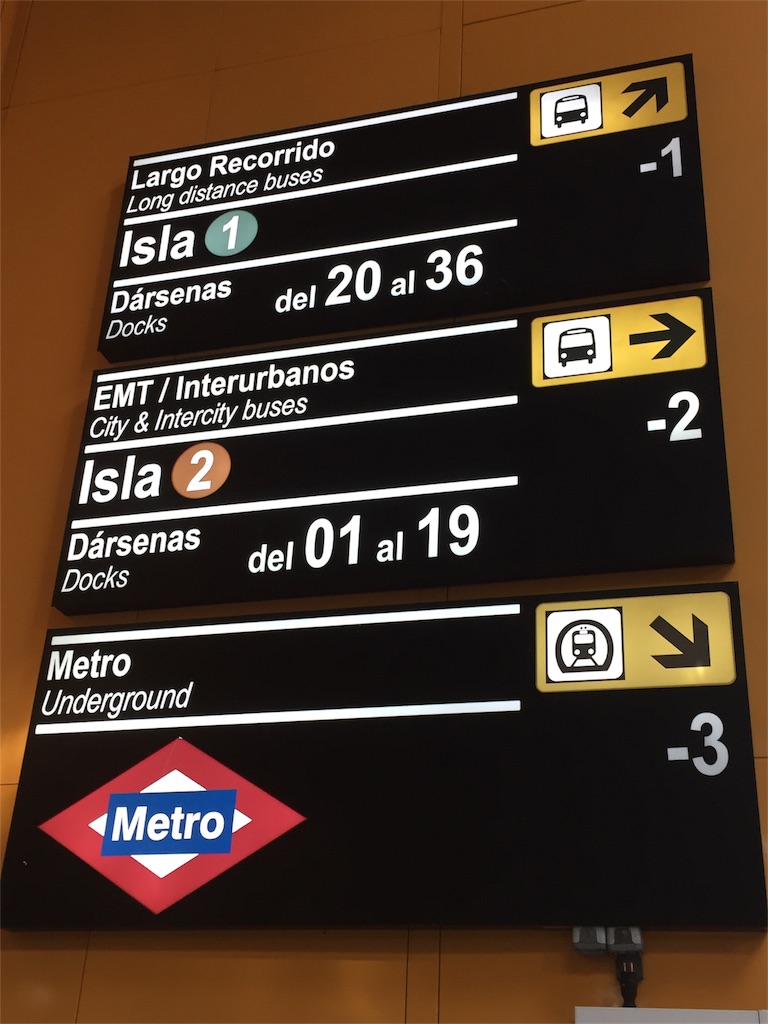 Largo Recorrido
Long distance buses
-1
Isla 1
Dársenas del 20 al 36
Docks
EMT / Interurbanos
City & Intercity buses
-2
Isla 2
Dársenas del 01 al 19
Docks
Metro
Underground
-3
Metro